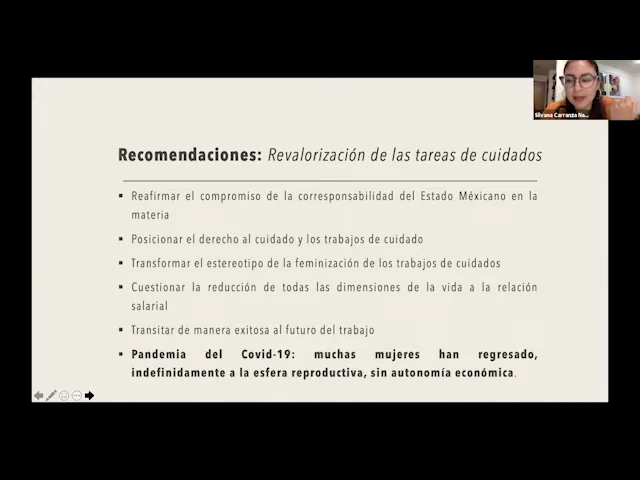 Silvana Carranza Na...
Recomendaciones: Revalorización de las tareas de cuidados
▪ Reafirmar el compromiso de la corresponsabilidad del Estado Méxicano en la
materia
▪ Posicionar el derecho al cuidado y los trabajos de cuidado
▪ Transformar el estereotipo de la feminización de los trabajos de cuidados
▪ Cuestionar la reducción de todas las dimensiones de la vida a la relación
salarial
▪ Transitar de manera exitosa al futuro del trabajo
▪ Pandemia del Covid-19: muchas mujeres han regresado,
indefinidamente a la esfera reproductiva, sin autonomía económica.